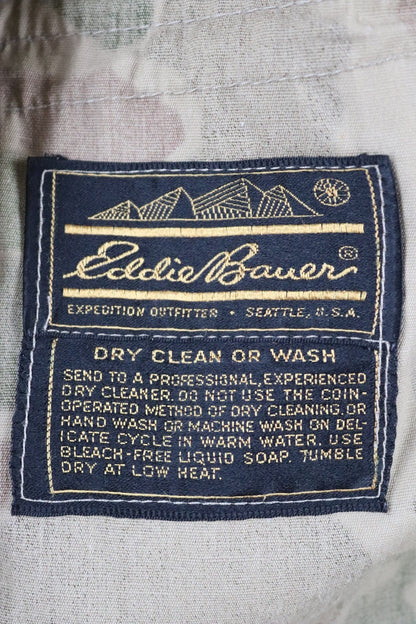 Eddie Bauer ®
EXPEDITION OUTFITTER • SEATTLE, U.S.A.
DRY CLEAN OR WASH
SEND TO A PROFESSIONAL, EXPERIENCED
DRY CLEANER. DO NOT USE THE COIN-
OPERATED METHOD OF DRY CLEANING. OR
HAND WASH OR MACHINE WASH ON DEL-
ICATE CYCLE IN WARM WATER. USE
BLEACH-FREE LIQUID SOAP. TUMBLE
DRY AT LOW HEAT.